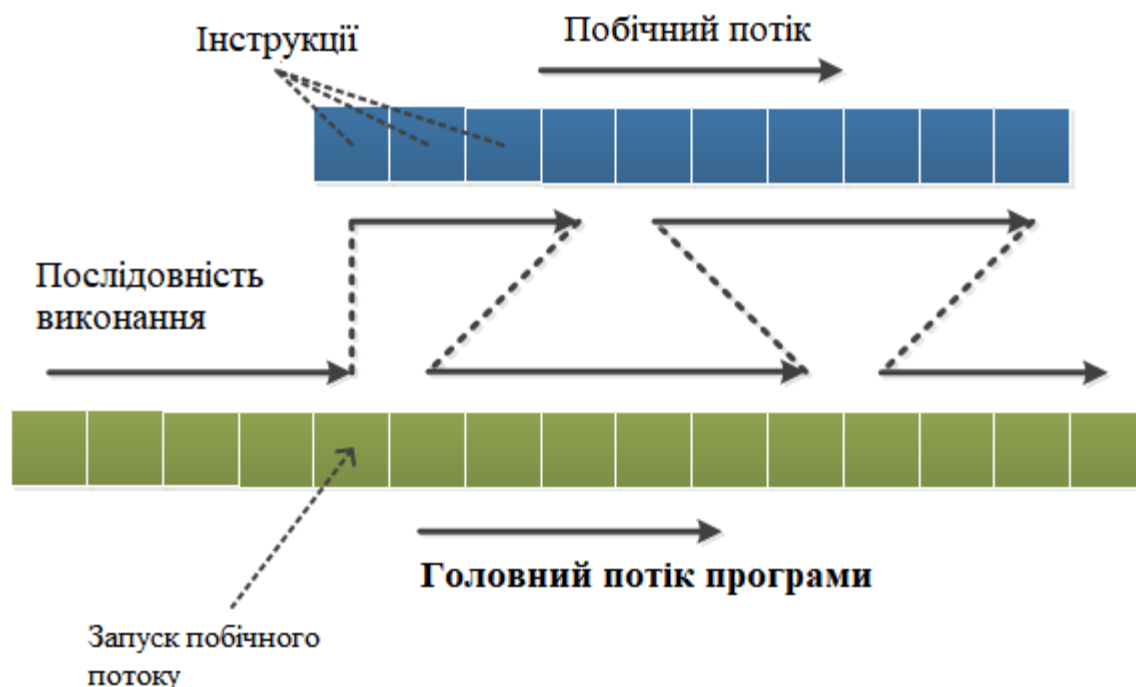 Інструкції
Побічний потік
Послідовність
виконання
Головний потік програми
Запуск побічного
потоку